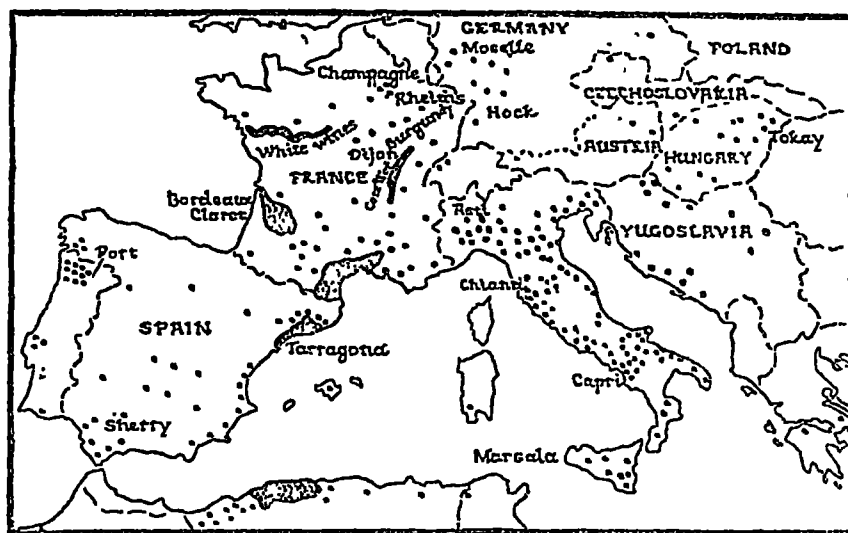 GERMANY
Moselle
POLAND
Champagne
Rheims
CZECHOSLOVAKIA
Hock
Burgundy
White Wines
Dijon
AUSTRIA
Tokay
HUNGARY
FRANCE
Bordeaux
Claret
Asti
YUGOSLAVIA
Port
Chianti
SPAIN
Tarragona
Capri
Sherry
Marsala